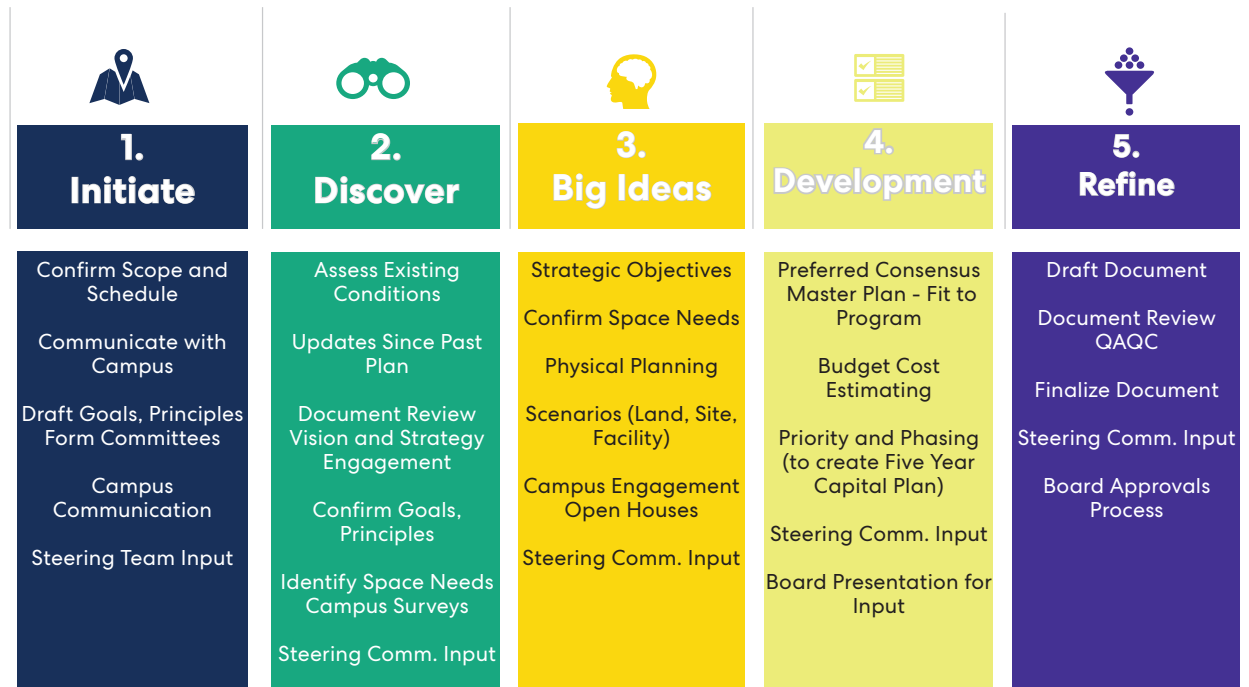 1.
Initiate
Confirm Scope and
Schedule
Communicate with
Campus
Draft Goals, Principles
Form Committees
Campus
Communication
Steering Team Input
2.
Discover
Assess Existing
Conditions
Updates Since Past
Plan
Document Review
Vision and Strategy
Engagement
Confirm Goals,
Principles
Identify Space Needs
Campus Surveys
Steering Comm. Input
3.
Big Ideas
Strategic Objectives
Confirm Space Needs
Physical Planning
Scenarios (Land, Site,
Facility)
Campus Engagement
Open Houses
Steering Comm. Input
4.
Development
Preferred Consensus
Master Plan - Fit to
Program
Budget Cost
Estimating
Priority and Phasing
(to create Five Year
Capital Plan)
Steering Comm. Input
Board Presentation for
Input
5.
Refine
Draft Document
Document Review
QAQC
Finalize Document
Steering Comm. Input
Board Approvals
Process